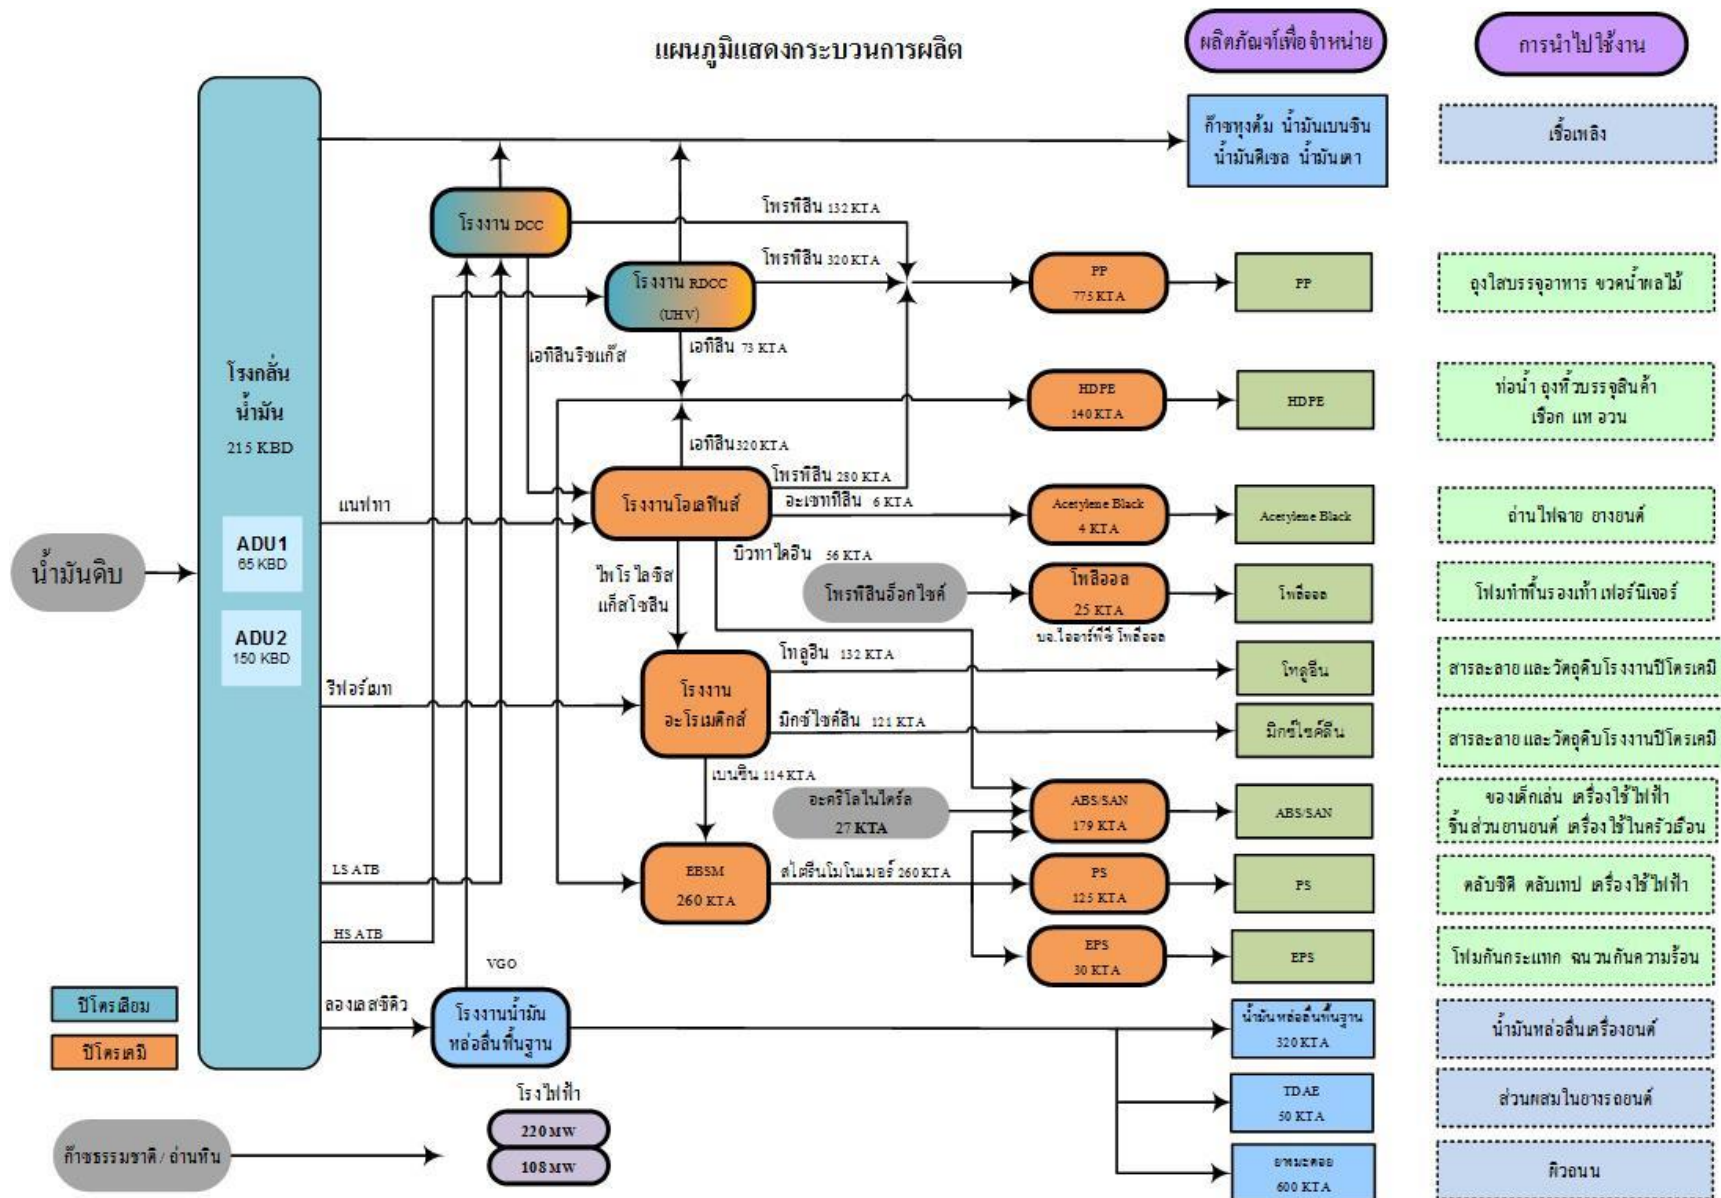 แผนภูมิแสดงกระบวนการผลิต
ผลิตภัณฑ์เพื่อจำหน่าย
การนำไปใช้งาน
ก๊าซหุงต้ม น้ำมันเบนซิน
น้ำมันดีเซล น้ำมันเตา
เชื้อเพลิง
โรงงาน DCC
โพรพิลีน 132 KTA
โรงงาน RDCC
(UHV)
โพรพิลีน 320 KTA
PP
775 KTA
PP
ถุงใสบรรจุอาหาร ขวดน้ำผลไม้
เอทิลีนริชแก๊ส
เอทิลีน 73 KTA
โรงกลั่น
น้ำมัน
215 KBD
HDPE
140 KTA
HDPE
ท่อน้ำ ถุงหิ้วบรรจุสินค้า
เชือก แห อวน
เอทิลีน320 KTA
โรงงานโอเลฟินส์
โพรพิลีน 280 KTA
อะเซททิลีน 6 KTA
Acetylene Black
4 KTA
Acetylene Black
ถ่านไฟฉาย ยางยนต์
แนฟทา
น้ำมันดิบ
ADU1
65 KBD
ADU2
150 KBD
บิวทาไดอีน 56 KTA
ไพโรไลซิส
แก๊สโซลีน
โพรพิลีนอ็อกไซด์
โพลีออล
25 KTA
บจ.ไออาร์พีซี โพลีออล
โพลีออล
โฟมทำพื้นรองเท้า เฟอร์นิเจอร์
รีฟอร์เมท
โรงงาน
อะโรเมติกส์
โทลูอีน 132 KTA
โทลูอีน
สารละลาย และวัตถุดิบโรงงานปิโตรเคมี
มิกซ์ไซค์ลีน 121 KTA
มิกซ์ไซค์ลีน
สารละลาย และวัตถุดิบโรงงานปิโตรเคมี
เบนซีน 114 KTA
อะคริโลไนไตร์ล
27 KTA
ABS/SAN
179 KTA
ABS/SAN
ของเด็กเล่น เครื่องใช้ไฟฟ้า
ชิ้นส่วนยานยนต์ เครื่องใช้ในครัวเรือน
LS ATB
EBSM
260 KTA
สไตรีนโมโนเมอร์ 260 KTA
PS
125 KTA
PS
ตลับซีดี ตลับเทป เครื่องใช้ไฟฟ้า
HS ATB
EPS
30 KTA
EPS
โฟมกันกระแทก ฉนวนกันความร้อน
VGO
ปิโตรเลียม
ปิโตรเคมี
ลองเลสซิดิว
โรงงานน้ำมัน
หล่อลื่นพื้นฐาน
น้ำมันหล่อลื่นพื้นฐาน
320 KTA
น้ำมันหล่อลื่นเครื่องยนต์
TDAE
50 KTA
ส่วนผสมในยางรถยนต์
ยางมะตอย
600 KTA
ผิวถนน
ก๊าซธรรมชาติ / ถ่านหิน
โรงไฟฟ้า
220 MW
108 MW